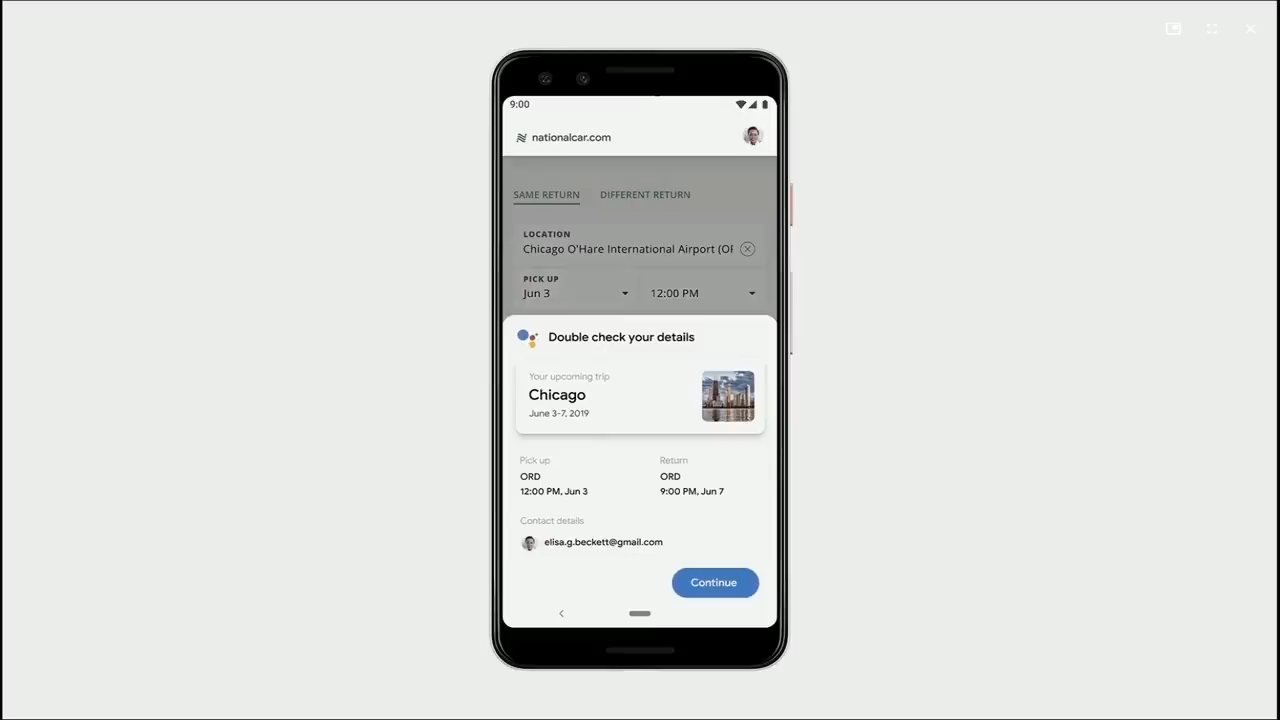 9:00
nationalcar.com
SAME RETURN DIFFERENT RETURN
LOCATION
Chicago O'Hare International Airport (OR
PICK UP
Jun 3 12:00 PM
Double check your details
Your upcoming trip
Chicago
June 3-7, 2019
Pick up Return
ORD ORD
12:00 PM, Jun 3 9:00 PM, Jun 7
Contact details
elisa.g.beckett@gmail.com
Continue